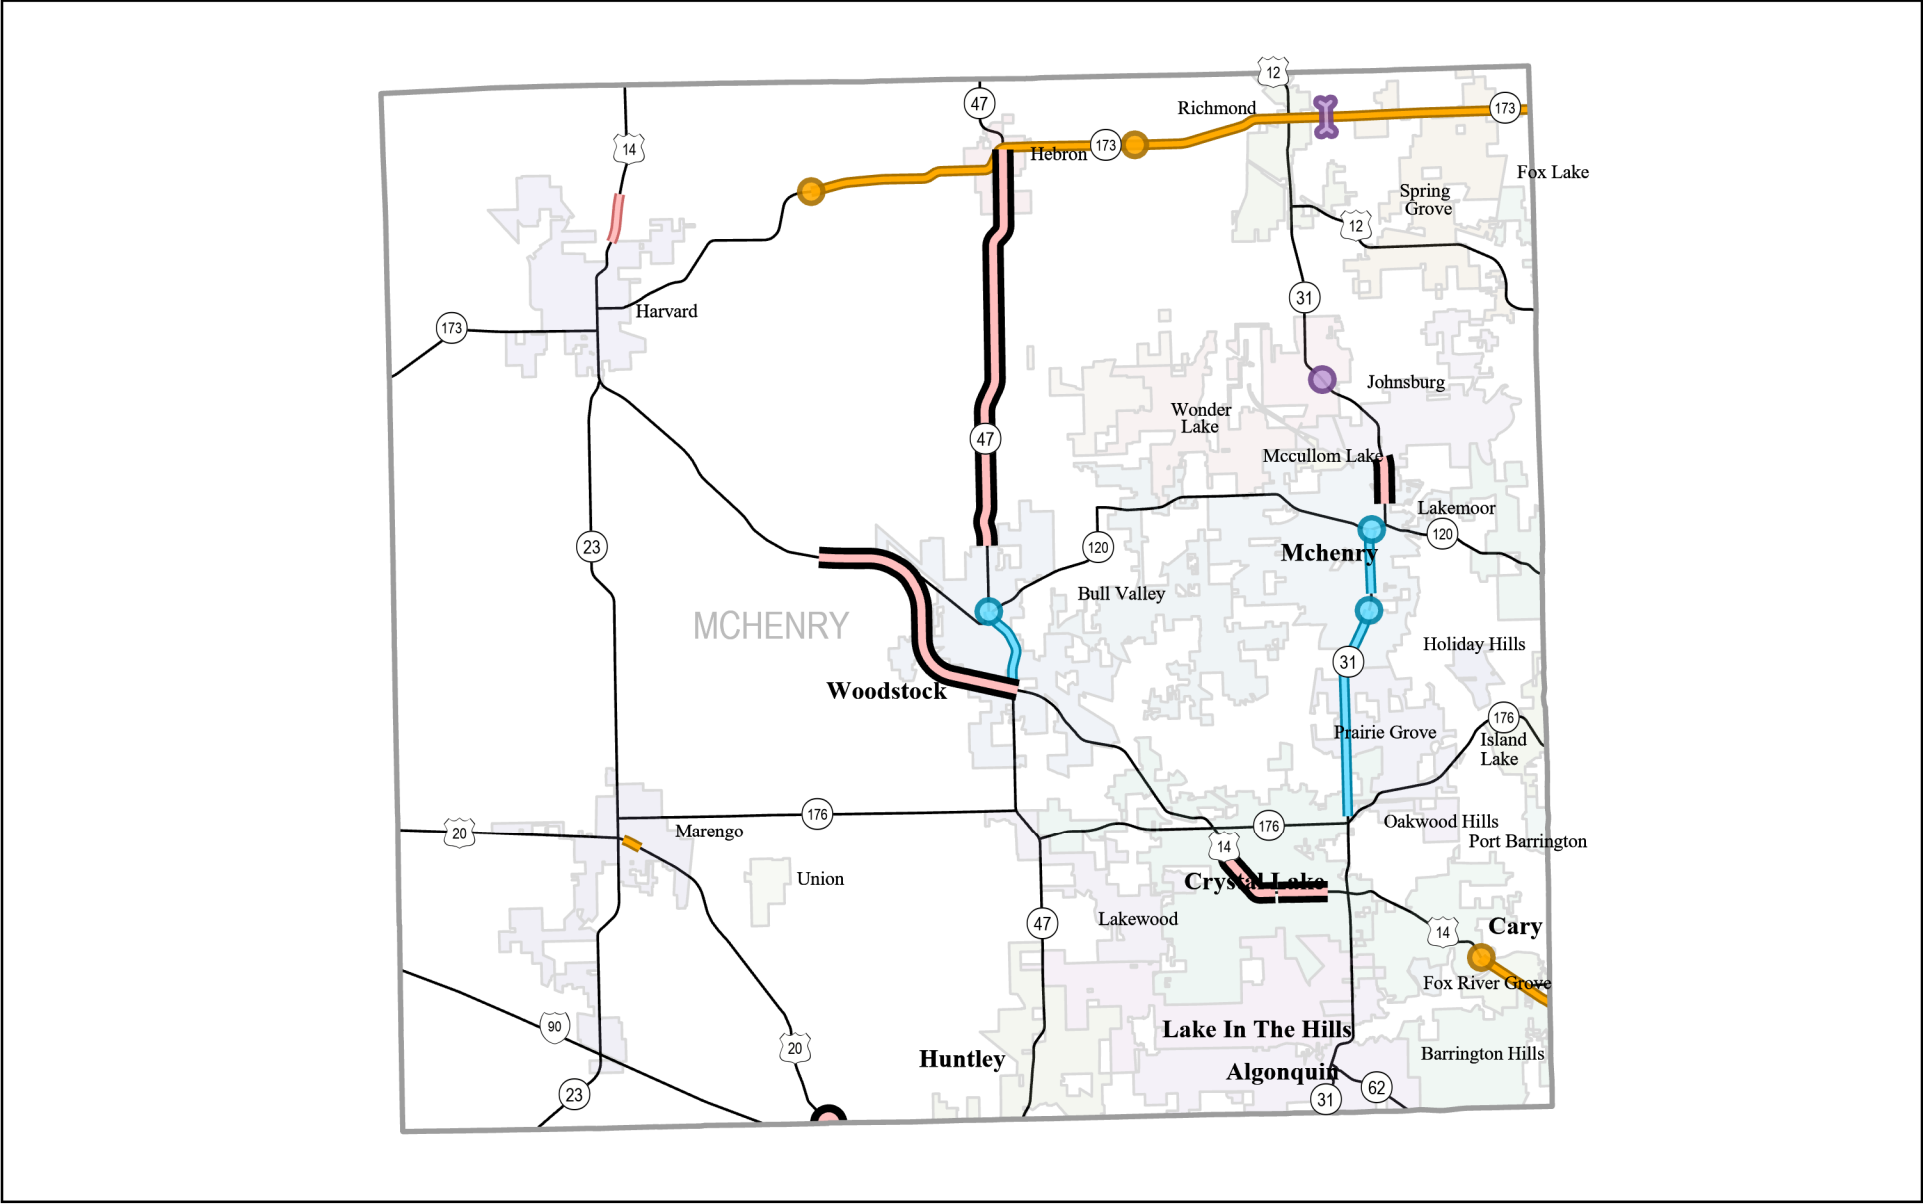 12
47
Richmond
173
14
Hebron
173
Fox Lake
Spring
Grove
12
31
Harvard
173
Johnsburg
Wonder
Lake
47
Mccullom Lake
Lakemoor
120
23
120
Mchenry
Bull Valley
MCHENRY
Holiday Hills
31
Woodstock
176
Prairie Grove
Island
Lake
176
20
Marengo
176
Oakwood Hills
Port Barrington
14
Union
Crystal Lake
Lakewood
47
14
Cary
Fox River Grove
90
Lake In The Hills
20
Huntley
Barrington Hills
Algonquin
23
31
62